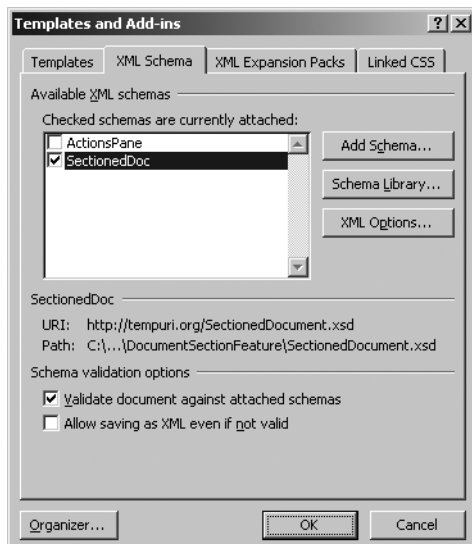 Templates and Add-ins
Templates XML Schema XML Expansion Packs Linked CSS
Available XML schemas
Checked schemas are currently attached:
ActionsPane
SectionedDoc
Add Schema...
Schema Library...
XML Options...
SectionedDoc
URI: http://tempuri.org/SectionedDocument.xsd
Path: C:\...\DocumentSectionFeature\SectionedDocument.xsd
Schema validation options
Validate document against attached schemas
Allow saving as XML even if not valid
Organizer... OK Cancel